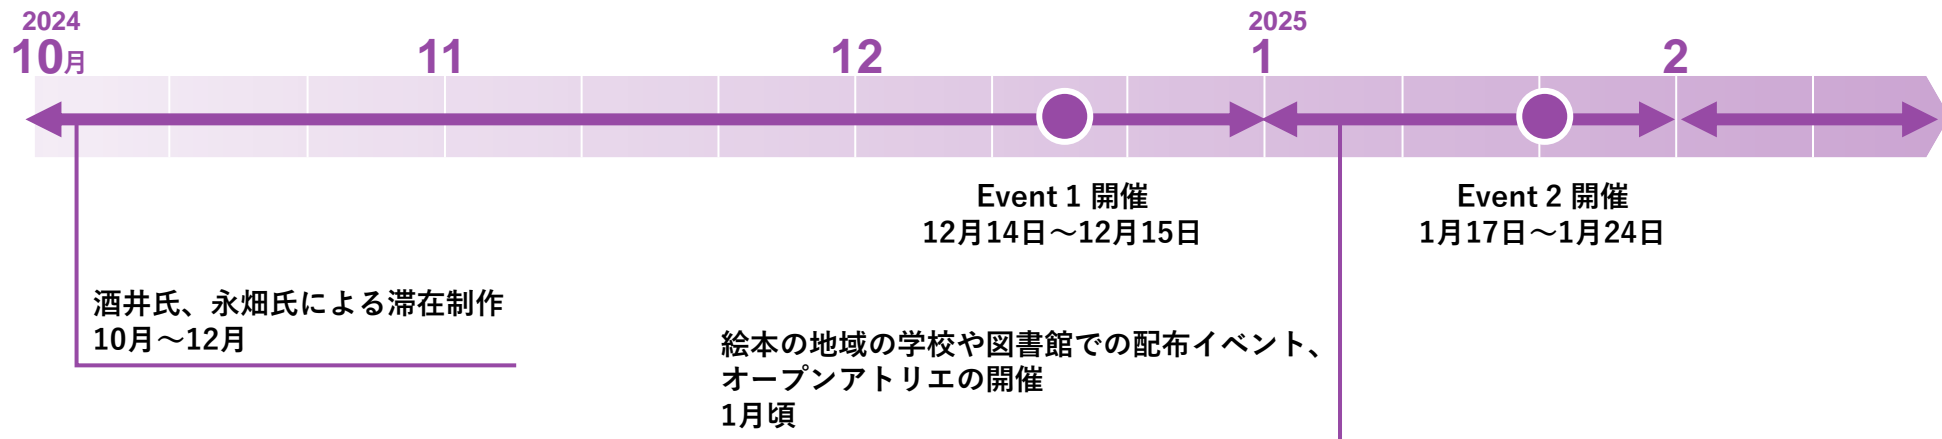 2024
10月
11
12
2025
1
2
Event 1 開催
12月14日〜12月15日
Event 2 開催
1月17日〜1月24日
酒井氏、永畑氏による滞在制作
10月〜12月
絵本の地域の学校や図書館での配布イベント、
オープンアトリエの開催
1月頃